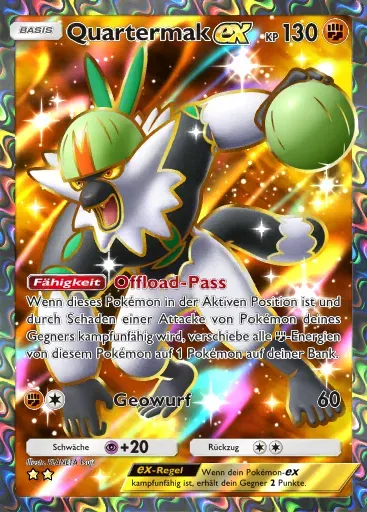 BASIS
Quartermak ex KP 130
Fähigkeit Offload-Pass
Wenn dieses Pokémon in der Aktiven Position ist und
durch Schaden einer Attacke von Pokémon deines
Gegners kampfunfähig wird, verschiebe alle -Energien
von diesem Pokémon auf 1 Pokémon auf deiner Bank.
Geowurf 60
Schwäche +20 Rückzug
Illustr. PLANETA Tsuji
ex-Regel Wenn dein Pokémon-ex
kampfunfähig ist, erhält dein Gegner 2 Punkte.